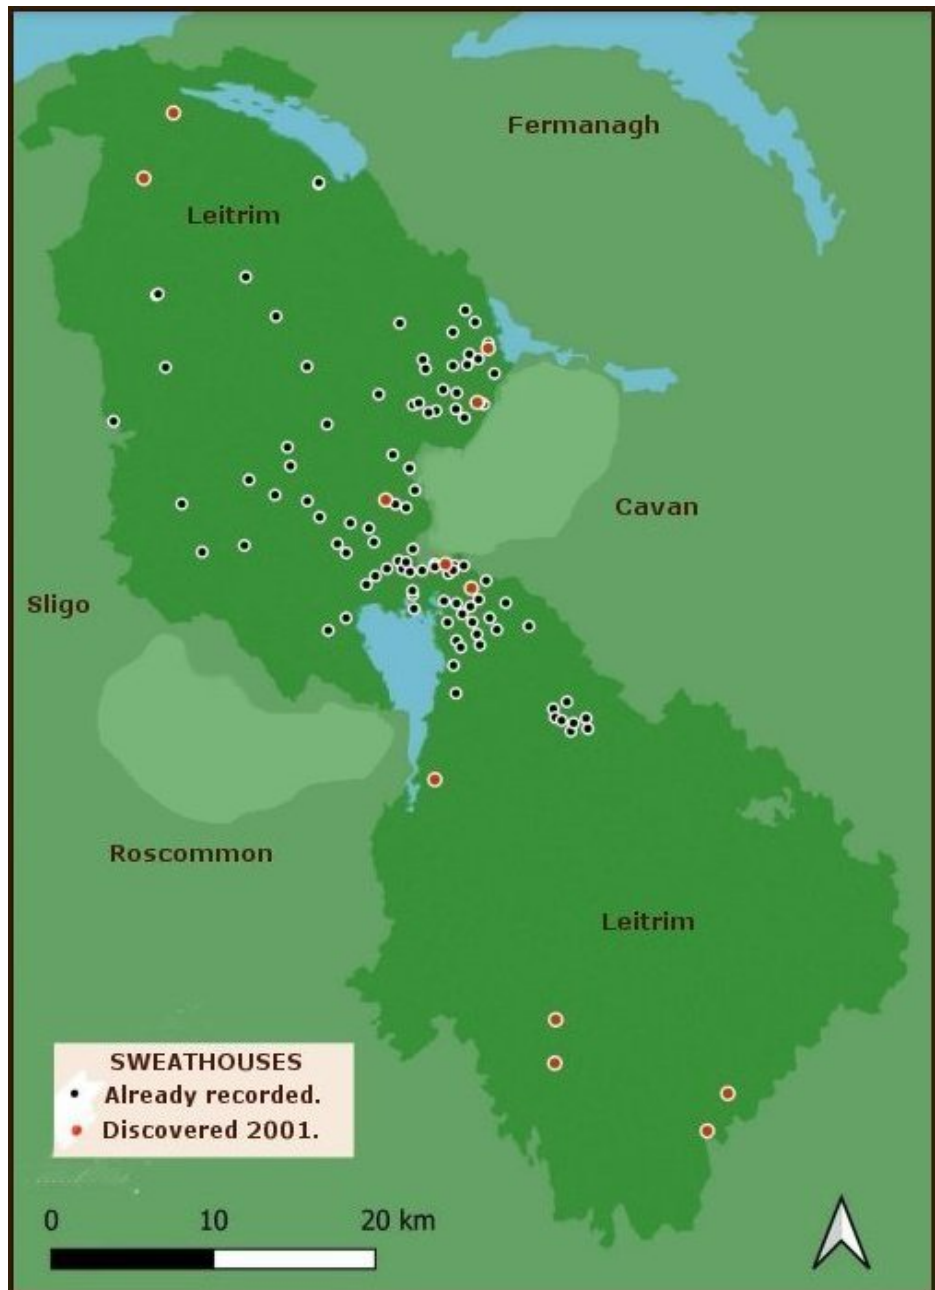 Fermanagh
Leitrim
Cavan
Sligo
Roscommon
Leitrim
SWEATHOUSES
Already recorded.
Discovered 2001.
0 10 20 km